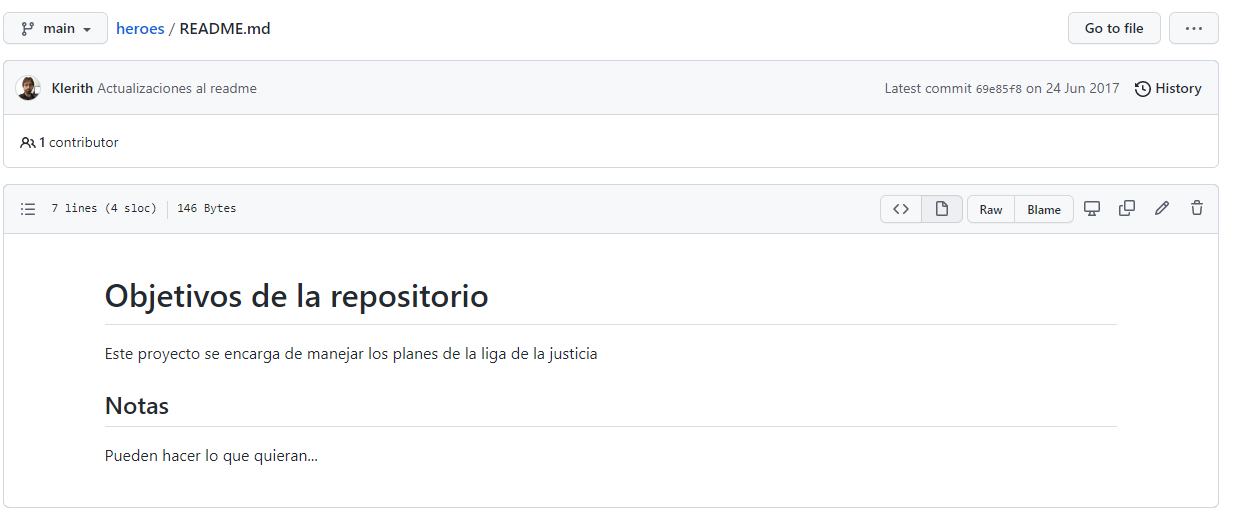 main
heroes / README.md
Go to file
Klerith Actualizaciones al readme
Latest commit 69e85f8 on 24 Jun 2017
History
1 contributor
7 lines (4 sloc)
146 Bytes
Raw
Blame
Objetivos de la repositorio
Este proyecto se encarga de manejar los planes de la liga de la justicia
Notas
Pueden hacer lo que quieran...